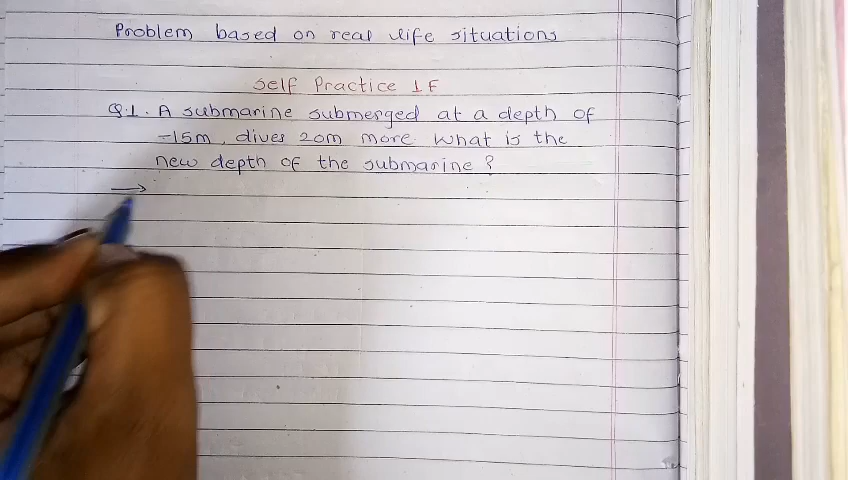 Problem based on real life situations
Self Practice 1F
Q.1. A submarine submerged at a depth of
-15m, dives 20m more what is the
new depth of the submarine?
→